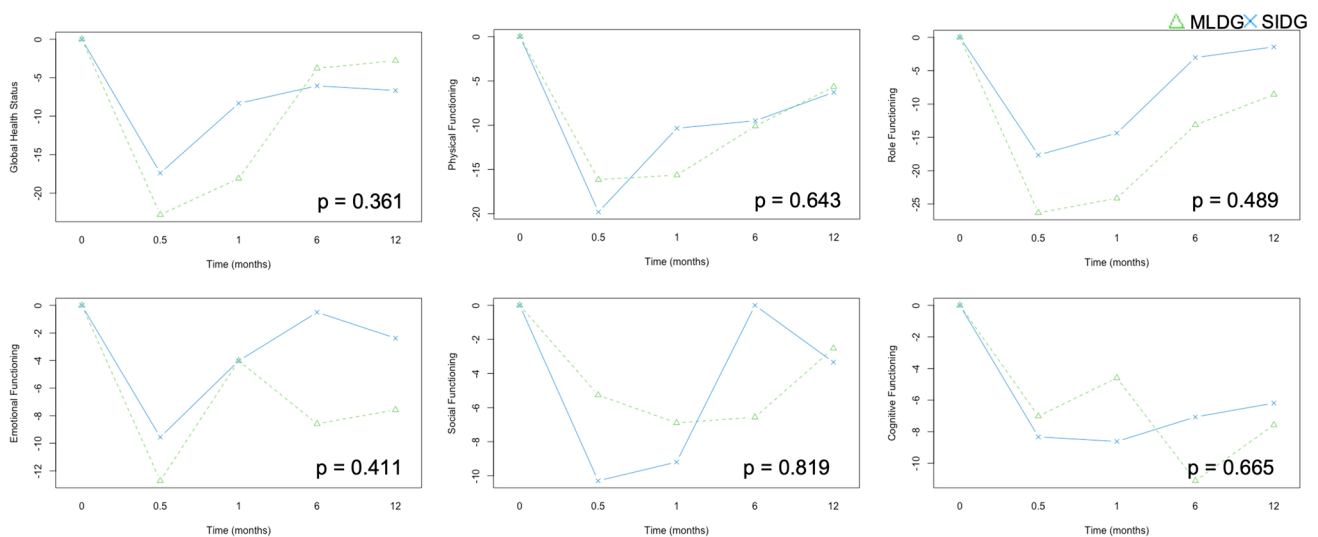 MLDG SIDG
Global Health Status
0
-5
-10
-15
-20
p = 0.361
0 0.5 1 6 12
Time (months)
Physical Functioning
0
-5
-10
-15
-20
p = 0.643
0 0.5 1 6 12
Time (months)
Role Functioning
0
-5
-10
-15
-20
-25
p = 0.489
0 0.5 1 6 12
Time (months)
Emotional Functioning
0
-2
-4
-6
-8
-10
-12
p = 0.411
0 0.5 1 6 12
Time (months)
Social Functioning
0
-2
-4
-6
-8
-10
p = 0.819
0 0.5 1 6 12
Time (months)
Cognitive Functioning
0
-2
-4
-6
-8
-10
p = 0.665
0 0.5 1 6 12
Time (months)